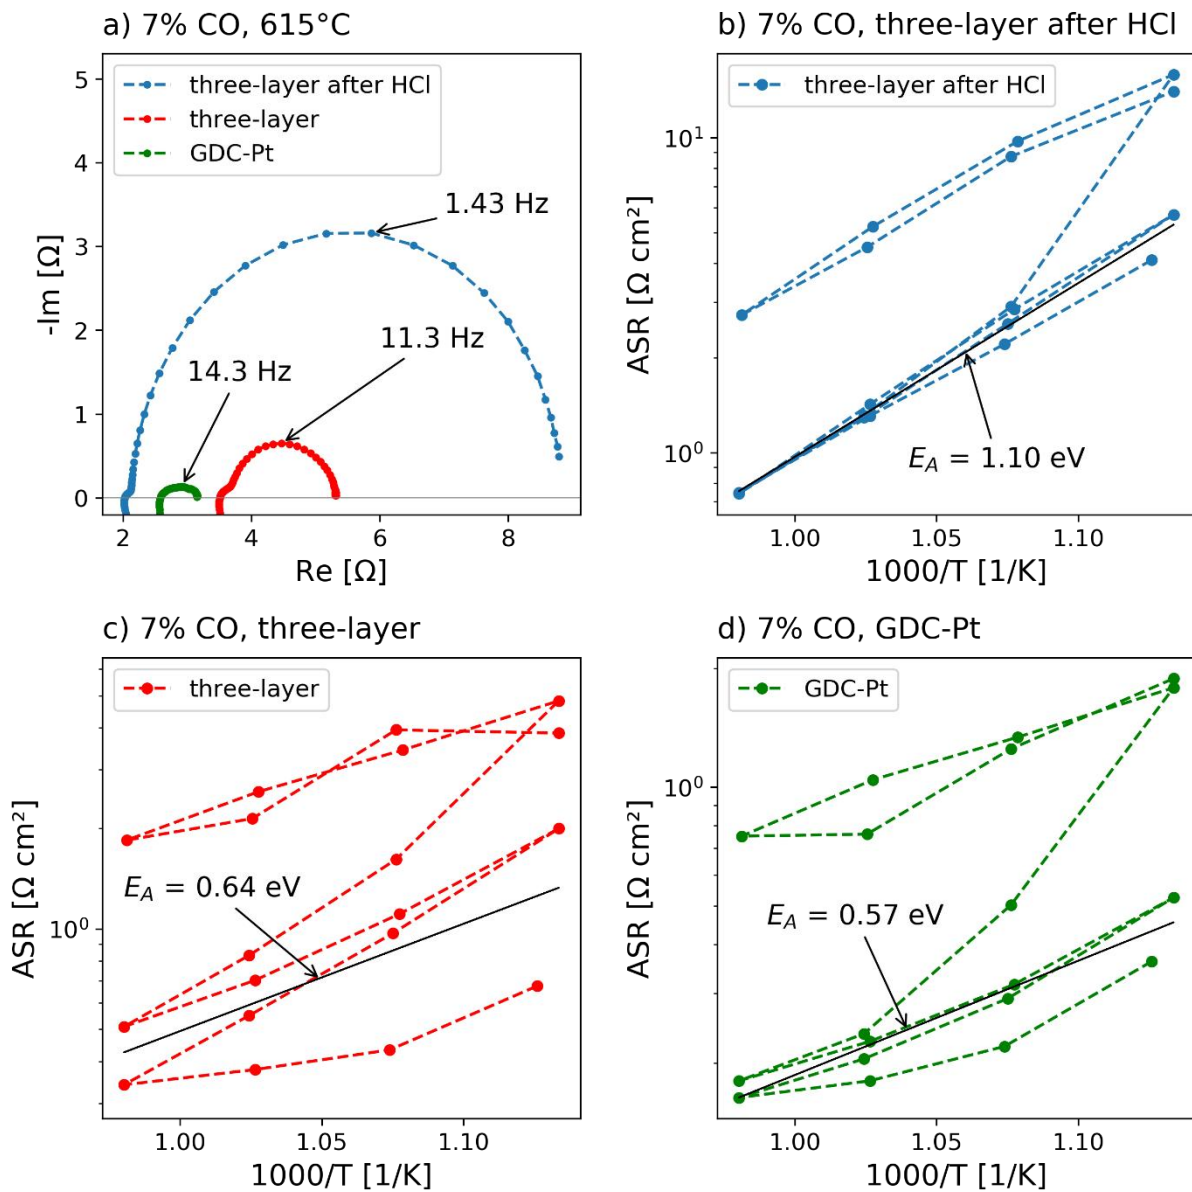 a) 7% CO, 615°C
5
4
3
2
1
0
-Im [Ω]
three-layer after HCl
three-layer
GDC-Pt
1.43 Hz
11.3 Hz
14.3 Hz
2
4
6
8
Re [Ω]
b) 7% CO, three-layer after HCl
10¹
10⁰
ASR [Ω cm²]
three-layer after HCl
E_A = 1.10 eV
1.00
1.05
1.10
1000/T [1/K]
c) 7% CO, three-layer
10⁰
ASR [Ω cm²]
three-layer
E_A = 0.64 eV
1.00
1.05
1.10
1000/T [1/K]
d) 7% CO, GDC-Pt
10⁰
ASR [Ω cm²]
GDC-Pt
E_A = 0.57 eV
1.00
1.05
1.10
1000/T [1/K]